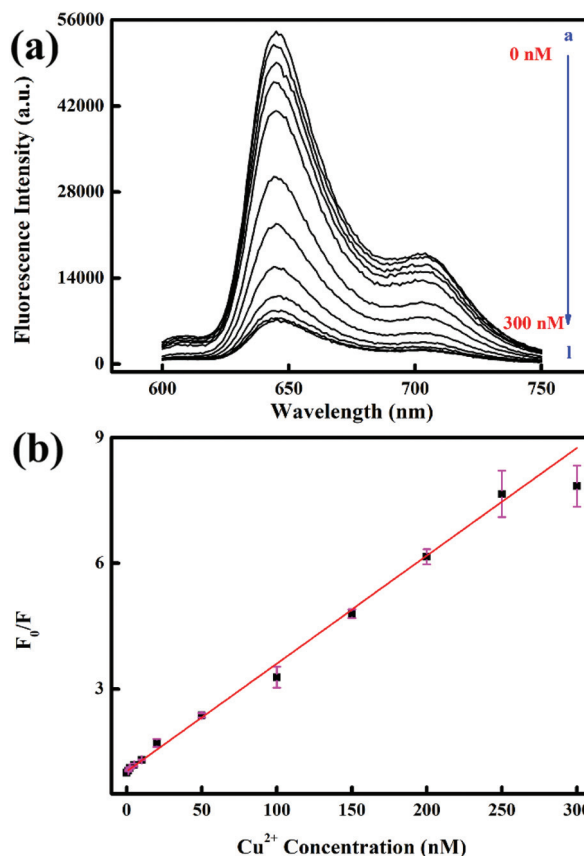 (a)
56000
42000
28000
14000
0
Fluorescence Intensity (a.u.)
a
0 nM
300 nM
l
600 650 700 750
Wavelength (nm)
(b)
9
6
3
F₀/F
0 50 100 150 200 250 300
Cu²⁺ Concentration (nM)